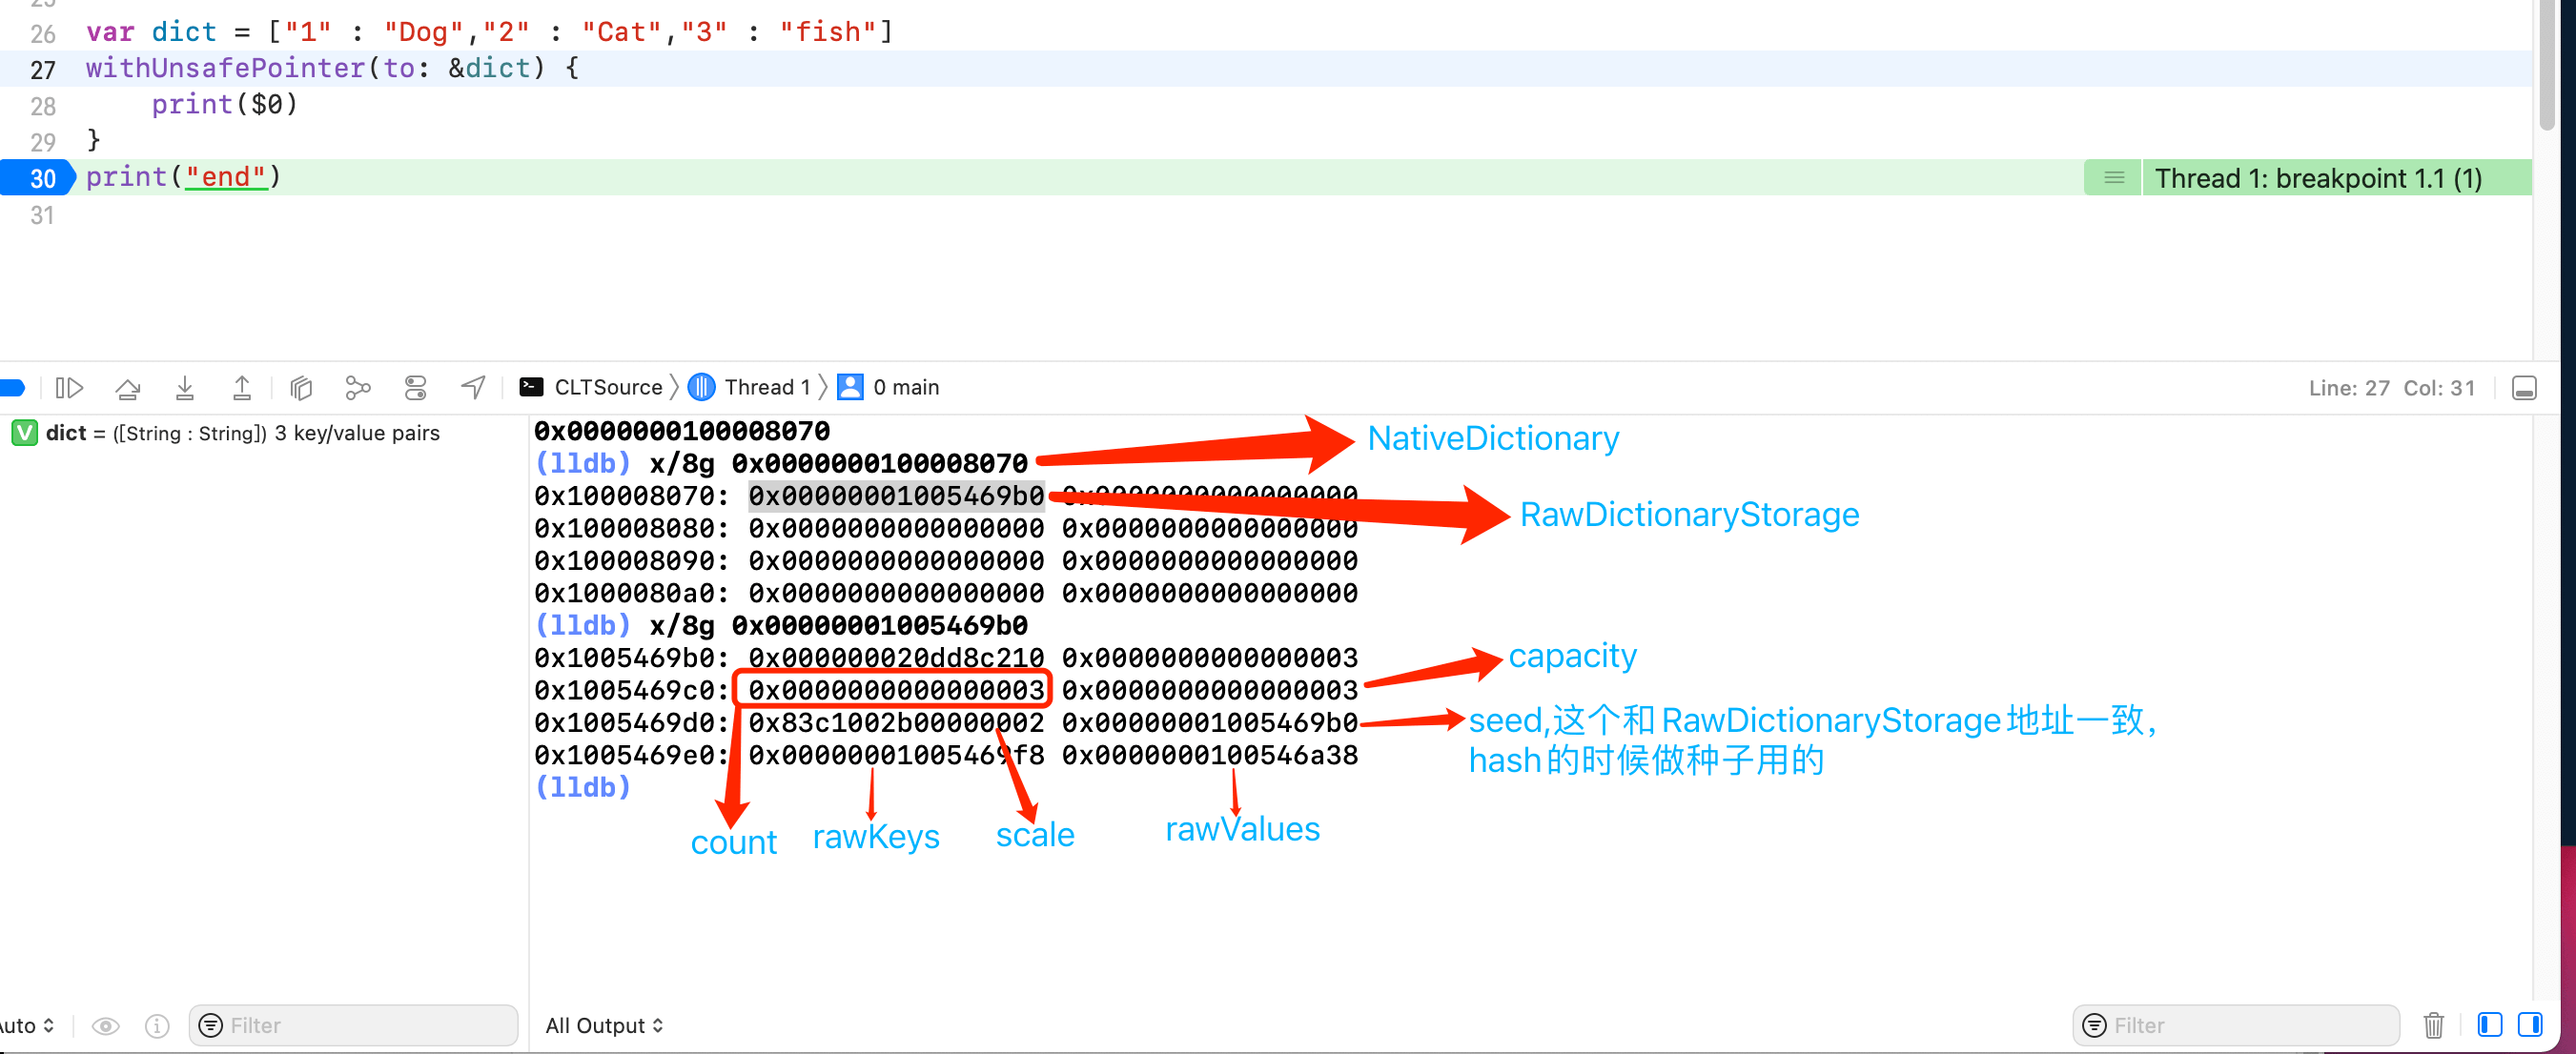 26 var dict = ["1" : "Dog","2" : "Cat","3" : "fish"]
27 withUnsafePointer(to: &dict) {
28 print($0)
29 }
30 print("end")
Thread 1: breakpoint 1.1 (1)
31
CLTSource
Thread 1
0 main
Line: 27 Col: 31
V dict = ([String : String]) 3 key/value pairs
0x0000000100008070
NativeDictionary
(lldb) x/8g 0x0000000100008070
0x100008070: 0x00000001005469b0 0x0000000000000000
RawDictionaryStorage
0x100008080: 0x0000000000000000 0x0000000000000000
0x100008090: 0x0000000000000000 0x0000000000000000
0x1000080a0: 0x0000000000000000 0x0000000000000000
(lldb) x/8g 0x00000001005469b0
0x1005469b0: 0x000000020dd8c210 0x0000000000000003
capacity
0x1005469c0: 0x0000000000000003 0x0000000000000003
0x1005469d0: 0x83c1002b00000002 0x00000001005469b0
seed,这个和RawDictionaryStorage地址一致，
hash的时候做种子用的
0x1005469e0: 0x00000001005469f8 0x0000000100546a38
(lldb)
count
rawKeys
scale
rawValues
Filter
All Output
Filter